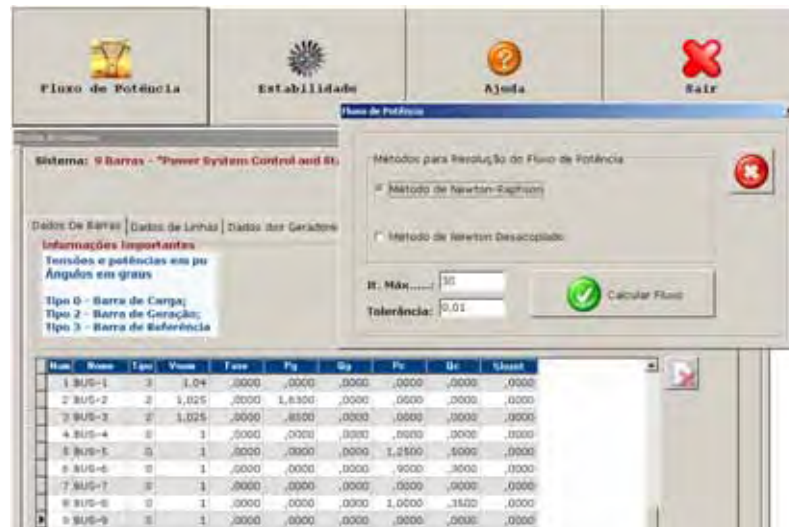 Fluxo de Potência
Estabilidade
Ajuda
Sair
Fluxo de Potência
Sistema: 9 Barras - "Power System Control and
Métodos para Resolução do Fluxo de Potência
Método de Newton-Raphson
Método de Newton Desacoplado
Dados De Barras Dados de Linhas Dados dos Geradores
Informações Importantes
Tensões e potências em pu
Ângulos em graus
Tipo 0 - Barra de Carga;
Tipo 2 - Barra de Geração;
Tipo 3 - Barra de Referência
It. Máx.....: 30
Tolerância: 0,01
Calcular Fluxo
Num Nome Tipo Vnom Fase Pg Qg Pc Qc Shunt
1 BUS-1 3 1,04 ,0000 ,0000 ,0000 ,0000 ,0000 ,0000
2 BUS-2 2 1,025 ,0000 1,6300 ,0000 ,0000 ,0000 ,0000
3 BUS-3 2 1,025 ,0000 ,8500 ,0000 ,0000 ,0000 ,0000
4 BUS-4 0 1 ,0000 ,0000 ,0000 ,0000 ,0000 ,0000
5 BUS-5 0 1 ,0000 ,0000 ,0000 1,2500 ,5000 ,0000
6 BUS-6 0 1 ,0000 ,0000 ,0000 ,9000 ,3000 ,0000
7 BUS-7 0 1 ,0000 ,0000 ,0000 ,0000 ,0000 ,0000
8 BUS-8 0 1 ,0000 ,0000 ,0000 1,0000 ,3500 ,0000
9 BUS-9 0 1 ,0000 ,0000 ,0000 ,0000 ,0000 ,0000